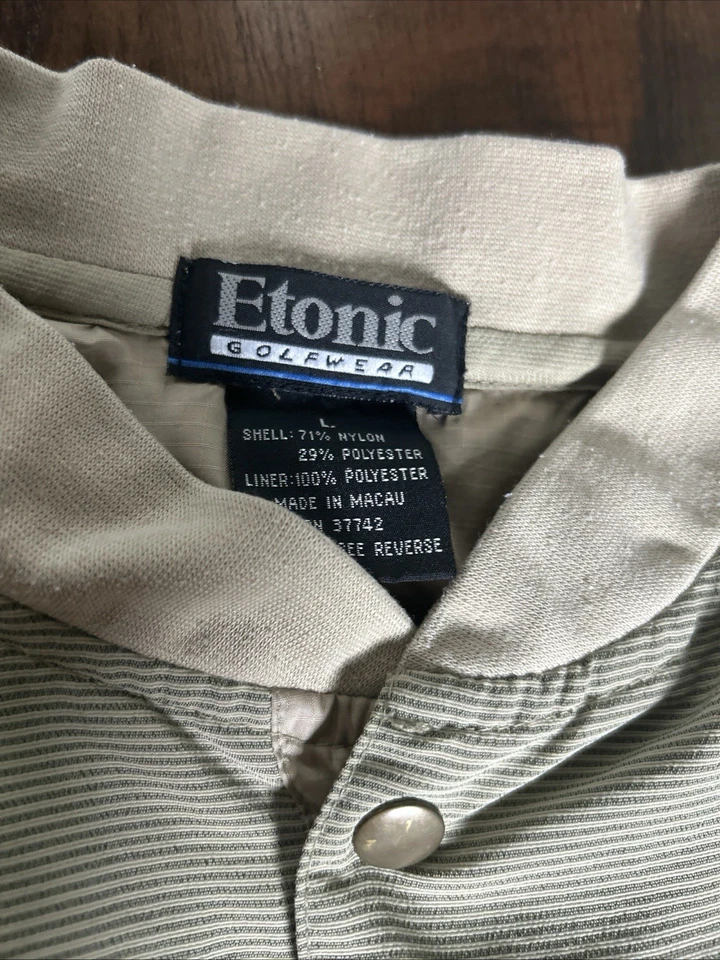 Etonic
GOLFWEAR
L
SHELL: 71% NYLON
29% POLYESTER
LINER:100% POLYESTER
MADE IN MACAU
37742
REVERSE